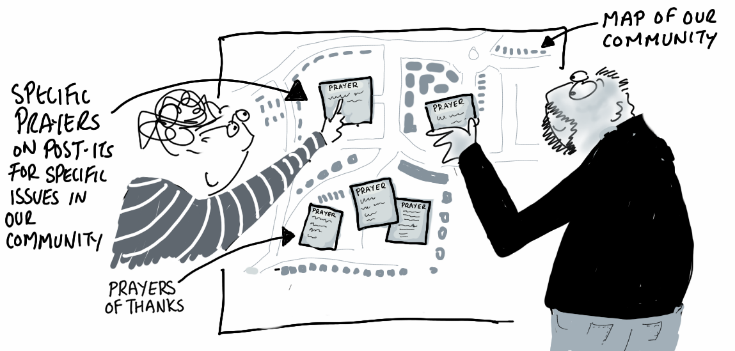 MAP OF OUR
COMMUNITY
SPECIFIC
PRAYERS
ON POST-ITS
FOR SPECIFIC
ISSUES IN
OUR
COMMUNITY
PRAYER
PRAYER
PRAYER
PRAYER
PRAYER
PRAYERS
OF THANKS